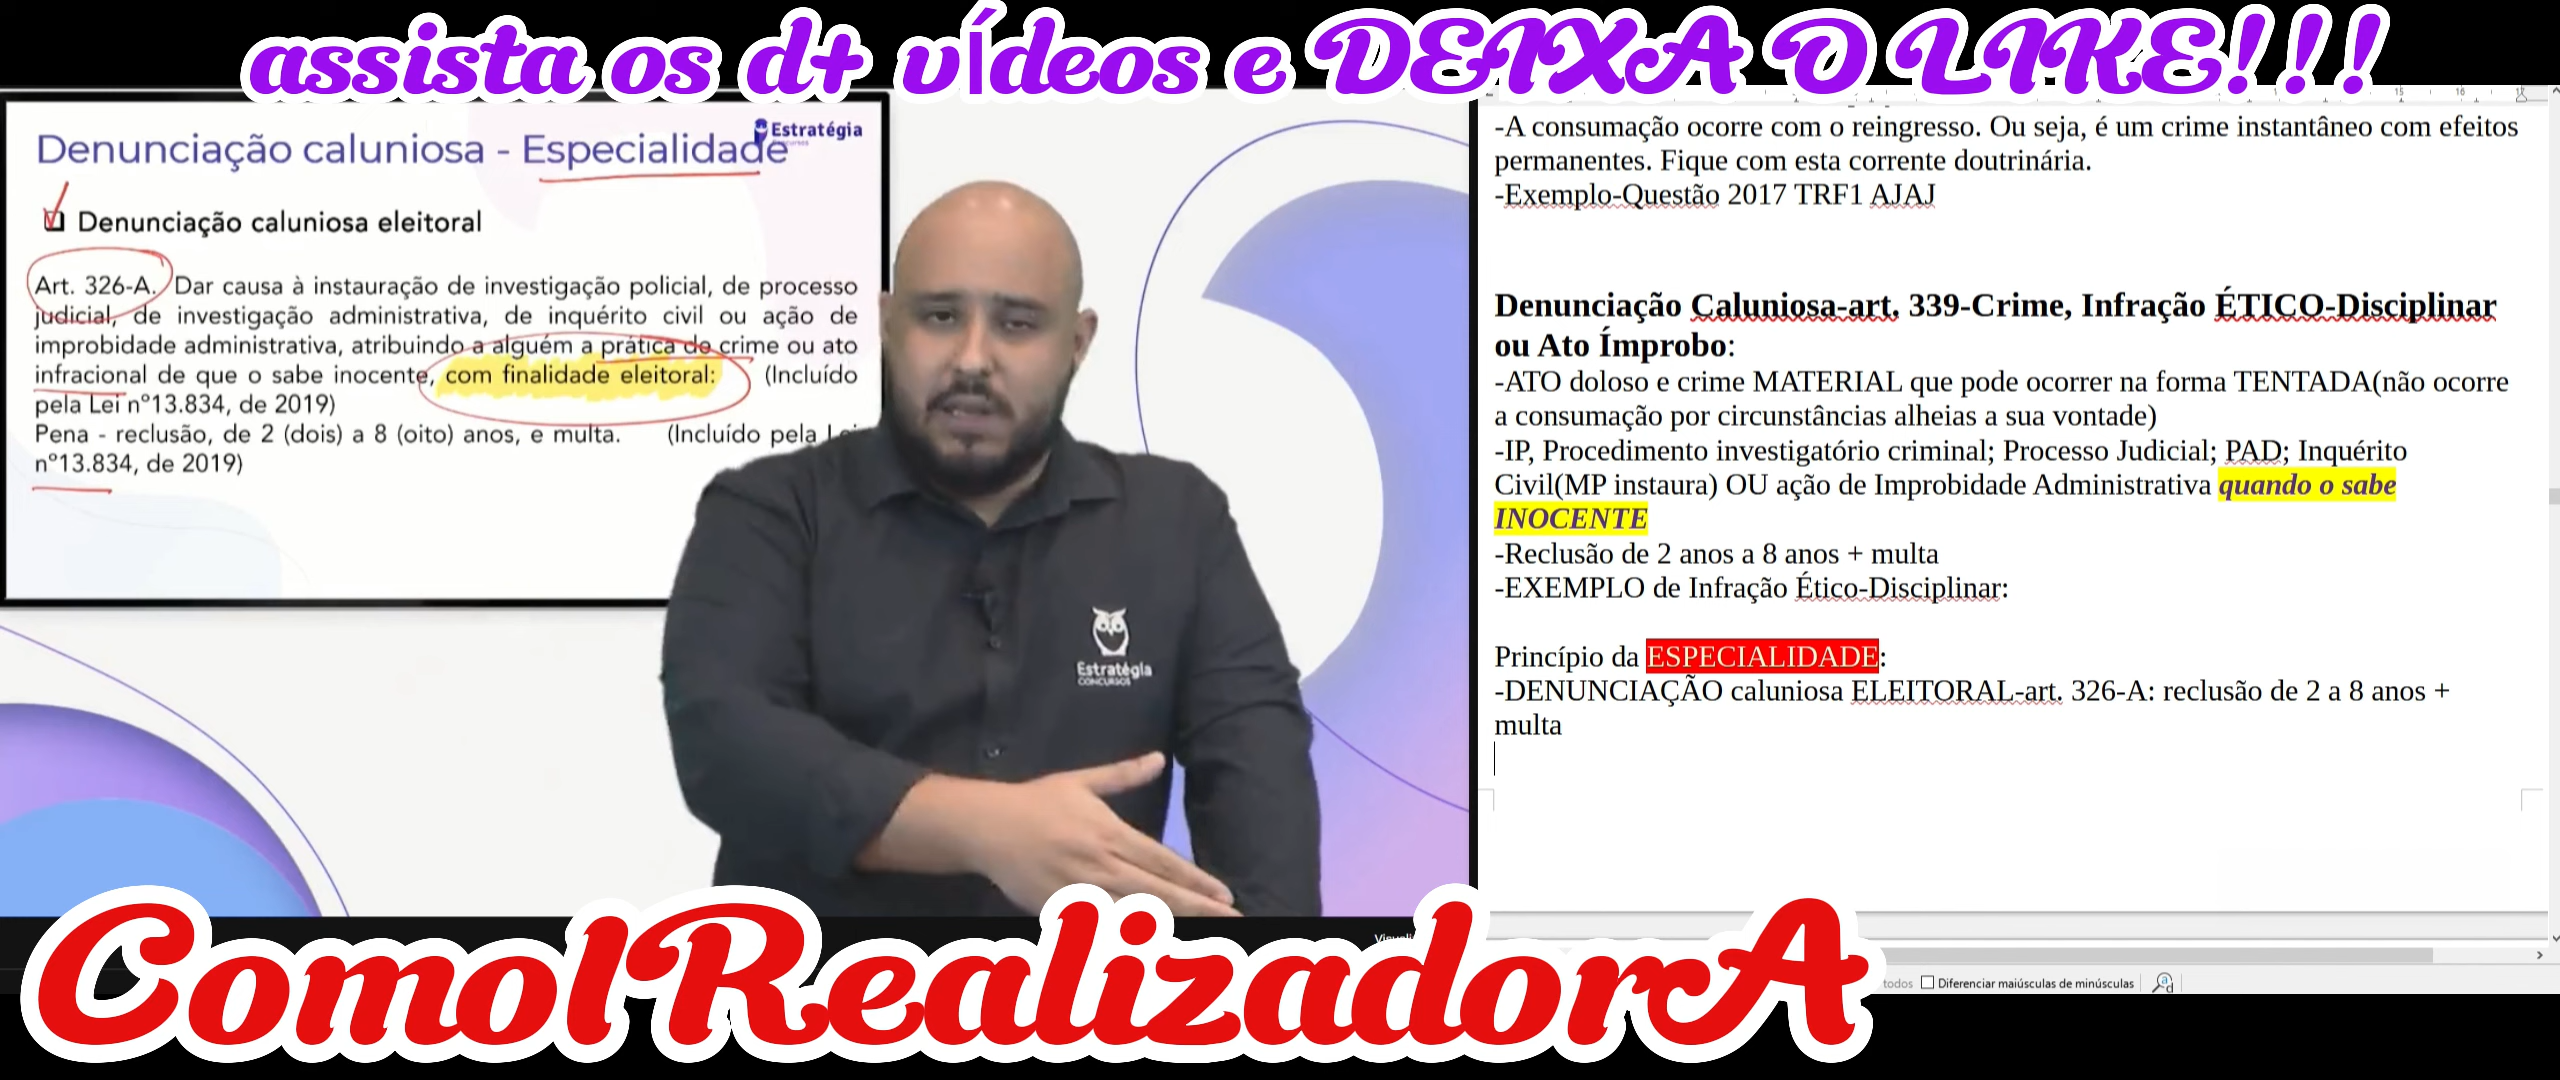 assista os d+ vÍdeos e DEIXA O LIKE!!!
Estratégia
Concursos
Denunciação caluniosa - Especialidade
Denunciação caluniosa eleitoral
Art. 326-A. Dar causa à instauração de investigação policial, de processo
judicial, de investigação administrativa, de inquérito civil ou ação de
improbidade administrativa, atribuindo a alguém a prática de crime ou ato
infracional de que o sabe inocente, com finalidade eleitoral: (Incluído
pela Lei nº13.834, de 2019)
Pena - reclusão, de 2 (dois) a 8 (oito) anos, e multa. (Incluído pela Lei
nº13.834, de 2019)
Estratégia
CONCURSOS
15 16
-A consumação ocorre com o reingresso. Ou seja, é um crime instantâneo com efeitos
permanentes. Fique com esta corrente doutrinária.
-Exemplo-Questão 2017 TRF1 AJAJ
Denunciação Caluniosa-art. 339-Crime, Infração ÉTICO-Disciplinar
ou Ato Ímprobo:
-ATO doloso e crime MATERIAL que pode ocorrer na forma TENTADA(não ocorre
a consumação por circunstâncias alheias a sua vontade)
-IP, Procedimento investigatório criminal; Processo Judicial; PAD; Inquérito
Civil(MP instaura) OU ação de Improbidade Administrativa quando o sabe
INOCENTE
-Reclusão de 2 anos a 8 anos + multa
-EXEMPLO de Infração Ético-Disciplinar:
Princípio da ESPECIALIDADE:
-DENUNCIAÇÃO caluniosa ELEITORAL-art. 326-A: reclusão de 2 a 8 anos +
multa
todos Diferenciar maiúsculas de minúsculas
ComolRealizadorA